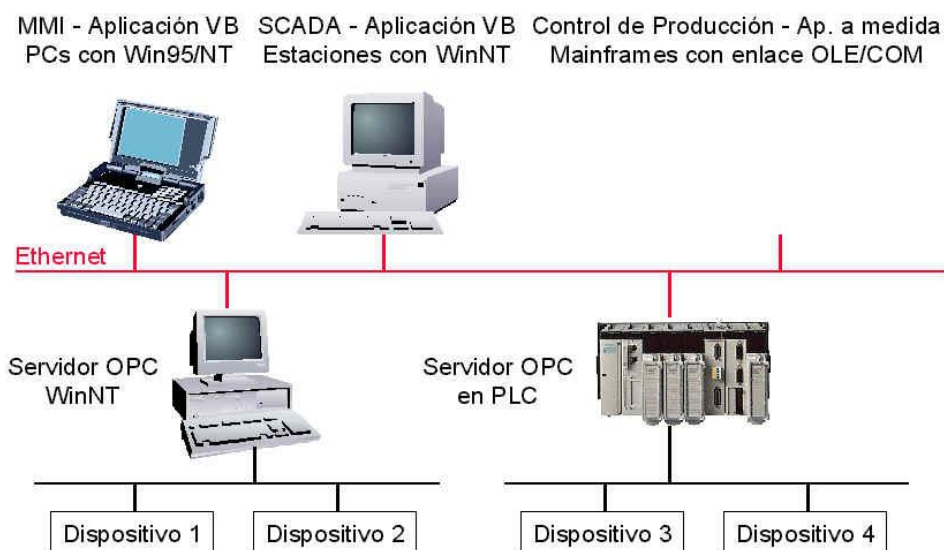 MMI - Aplicación VB
PCs con Win95/NT
SCADA - Aplicación VB
Estaciones con WinNT
Control de Producción - Ap. a medida
Mainframes con enlace OLE/COM
Ethernet
Servidor OPC
WinNT
Servidor OPC
en PLC
Dispositivo 1
Dispositivo 2
Dispositivo 3
Dispositivo 4